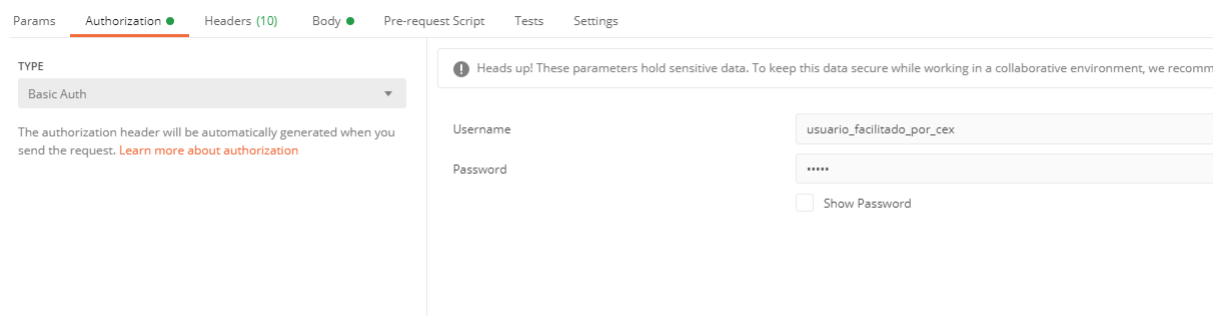 Params Authorization Headers (10) Body Pre-request Script Tests Settings
TYPE
Basic Auth
The authorization header will be automatically generated when you
send the request. Learn more about authorization
Heads up! These parameters hold sensitive data. To keep this data secure while working in a collaborative environment, we recomm
Username usuario_facilitado_por_cex
Password •••••
Show Password